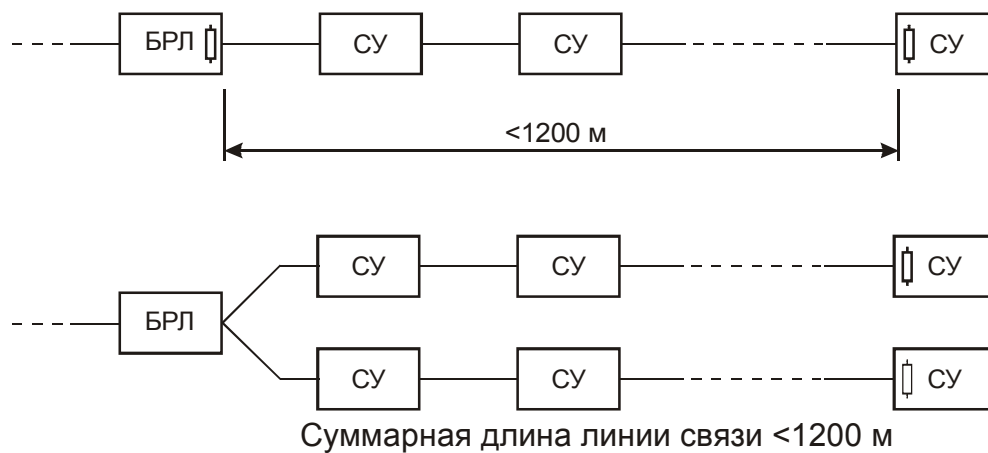 БРЛ СУ СУ СУ
<1200 м
СУ СУ СУ
БРЛ
СУ СУ СУ
Суммарная длина линии связи <1200 м